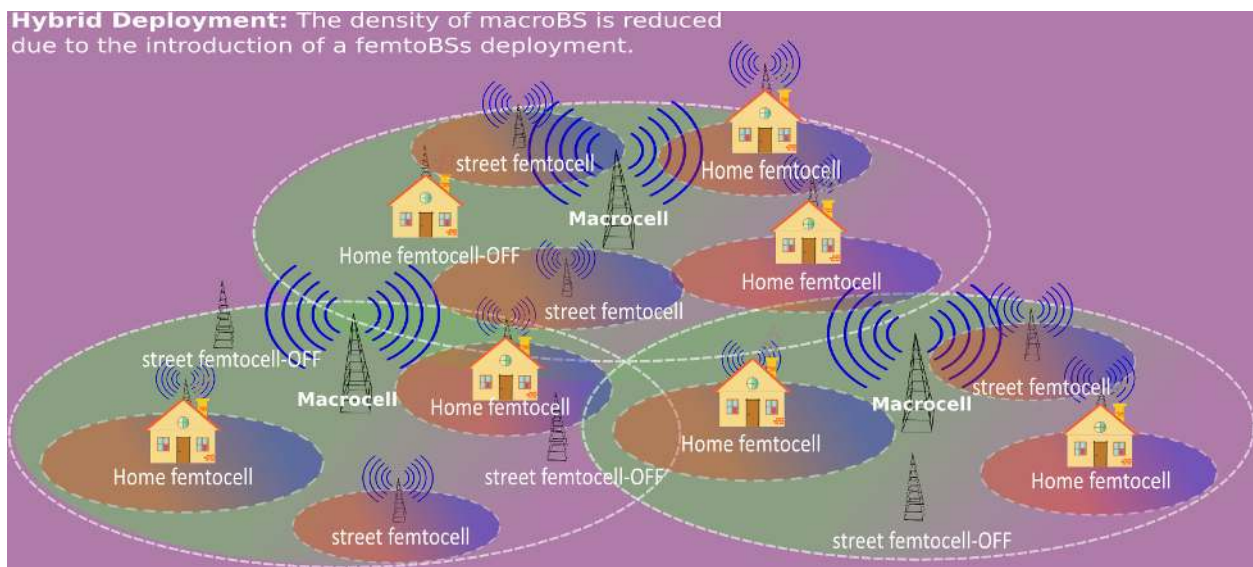 Hybrid Deployment: The density of macroBS is reduced
due to the introduction of a femtoBSs deployment.
street femtocell
Home femtocell
Macrocell
Home femtocell-OFF
Home femtocell
street femtocell
street femtocell-OFF
street femtocell
Macrocell
Home femtocell
Macrocell
Home femtocell
Home femtocell
street femtocell-OFF
Home femtocell
street femtocell
street femtocell-OFF